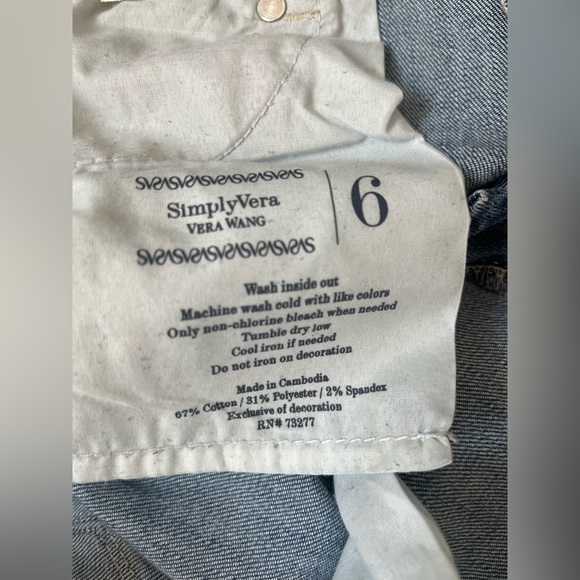 SimplyVera
VERA WANG
6
Wash inside out
Machine wash cold with like colors
Only non-chlorine bleach when needed
Tumble dry low
Cool iron if needed
Do not iron on decoration
Made in Cambodia
67% Cotton / 31% Polyester / 2% Spandex
Exclusive of decoration
RN# 73277